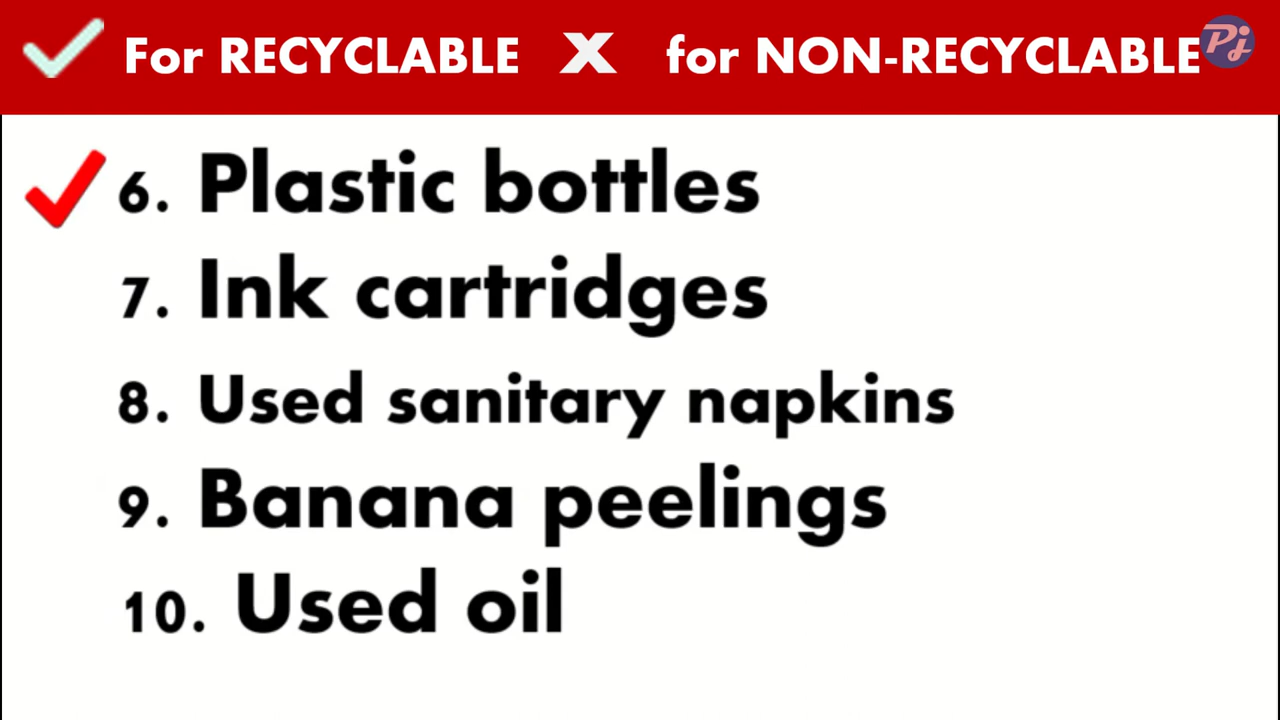 For RECYCLABLE X for NON-RECYCLABLE Pj
6. Plastic bottles
7. Ink cartridges
8. Used sanitary napkins
9. Banana peelings
10. Used oil